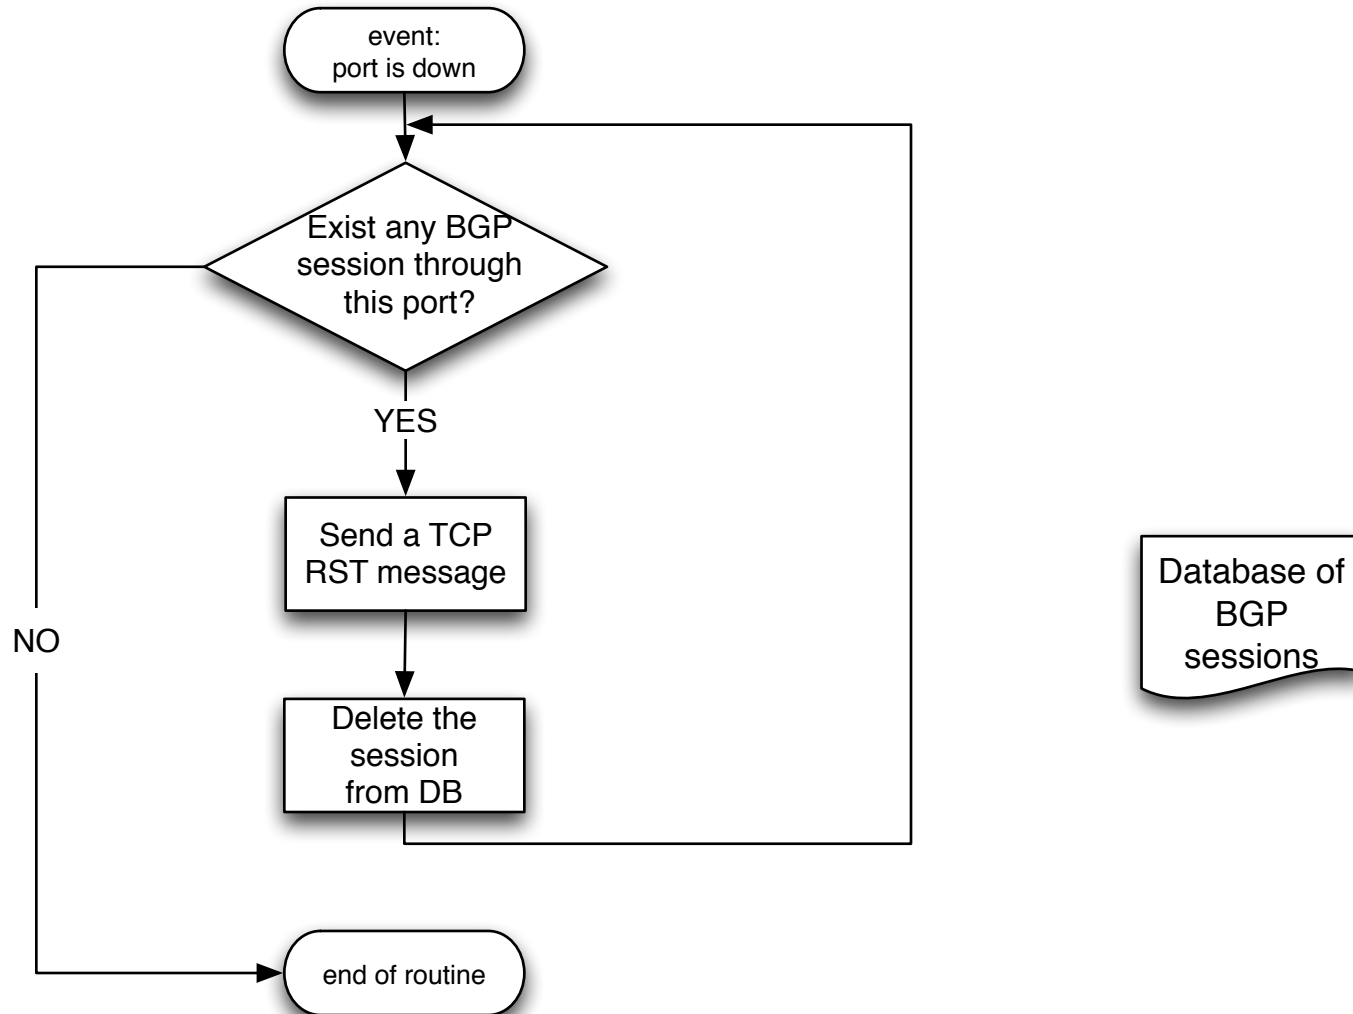 event:
port is down
Exist any BGP
session through
this port?
YES
Send a TCP
RST message
NO
Database of
BGP
sessions
Delete the
session
from DB
end of routine